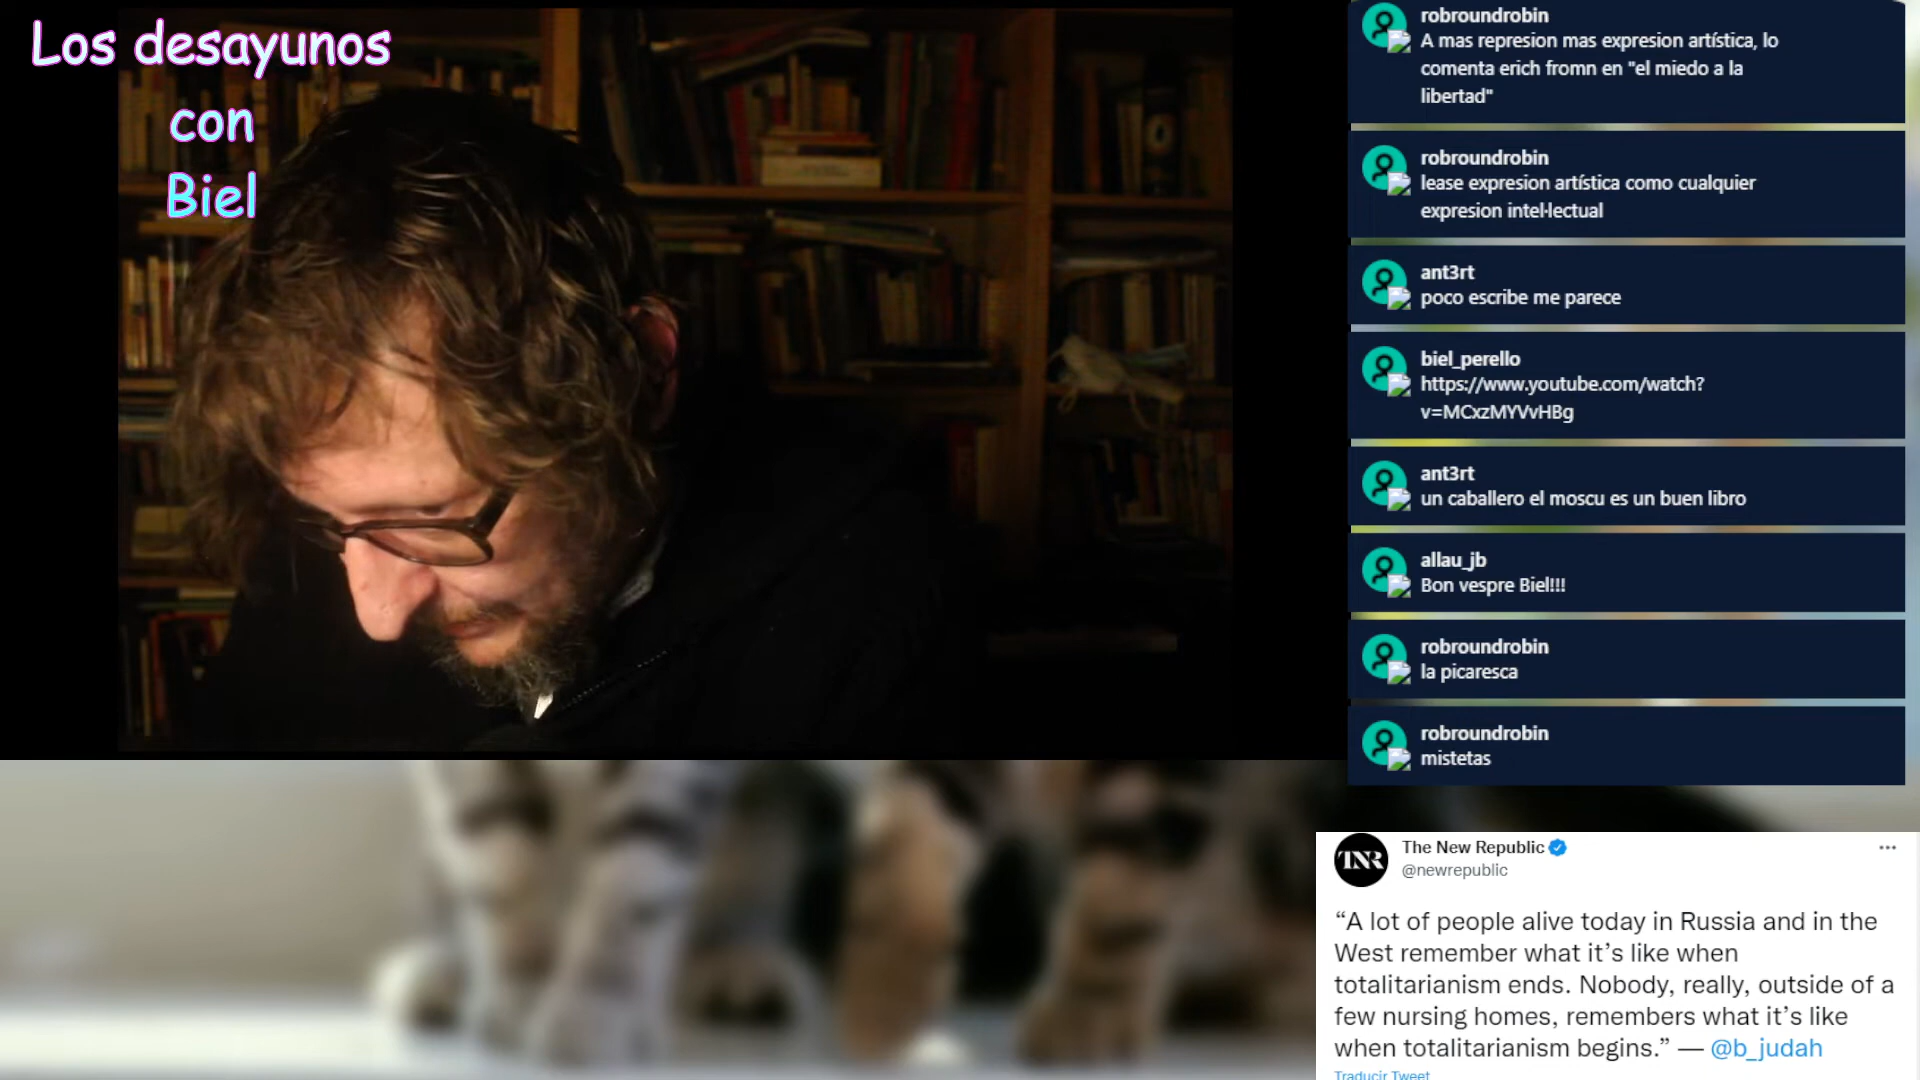 Los desayunos
con
Biel
robroundrobin
A mas represion mas expresion artística, lo
comenta erich fromn en "el miedo a la
libertad"
robroundrobin
lease expresion artística como cualquier
expresion intel·lectual
ant3rt
poco escribe me parece
biel_perello
https://www.youtube.com/watch?
v=MCxzMYVvHBg
ant3rt
un caballero el moscu es un buen libro
allau_jb
Bon vespre Biel!!!
robroundrobin
la picaresca
robroundrobin
mistetas
TNR
The New Republic
@newrepublic
“A lot of people alive today in Russia and in the
West remember what it’s like when
totalitarianism ends. Nobody, really, outside of a
few nursing homes, remembers what it’s like
when totalitarianism begins.” — @b_judah
Traducir Tweet